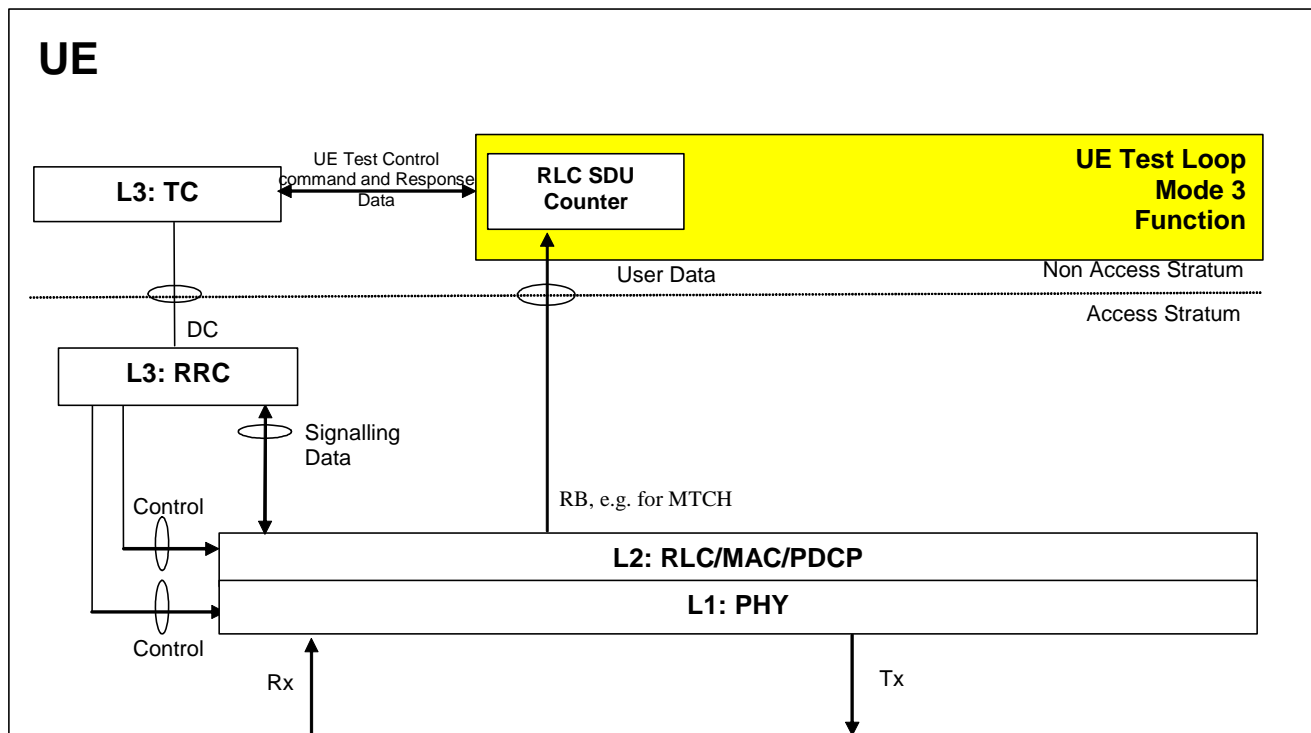 UE
UE Test Control
command and Response
Data
L3: TC
RLC SDU
Counter
UE Test Loop
Mode 3
Function
User Data
Non Access Stratum
Access Stratum
DC
L3: RRC
Signalling
Data
RB, e.g. for MTCH
Control
L2: RLC/MAC/PDCP
L1: PHY
Control
Rx
Tx